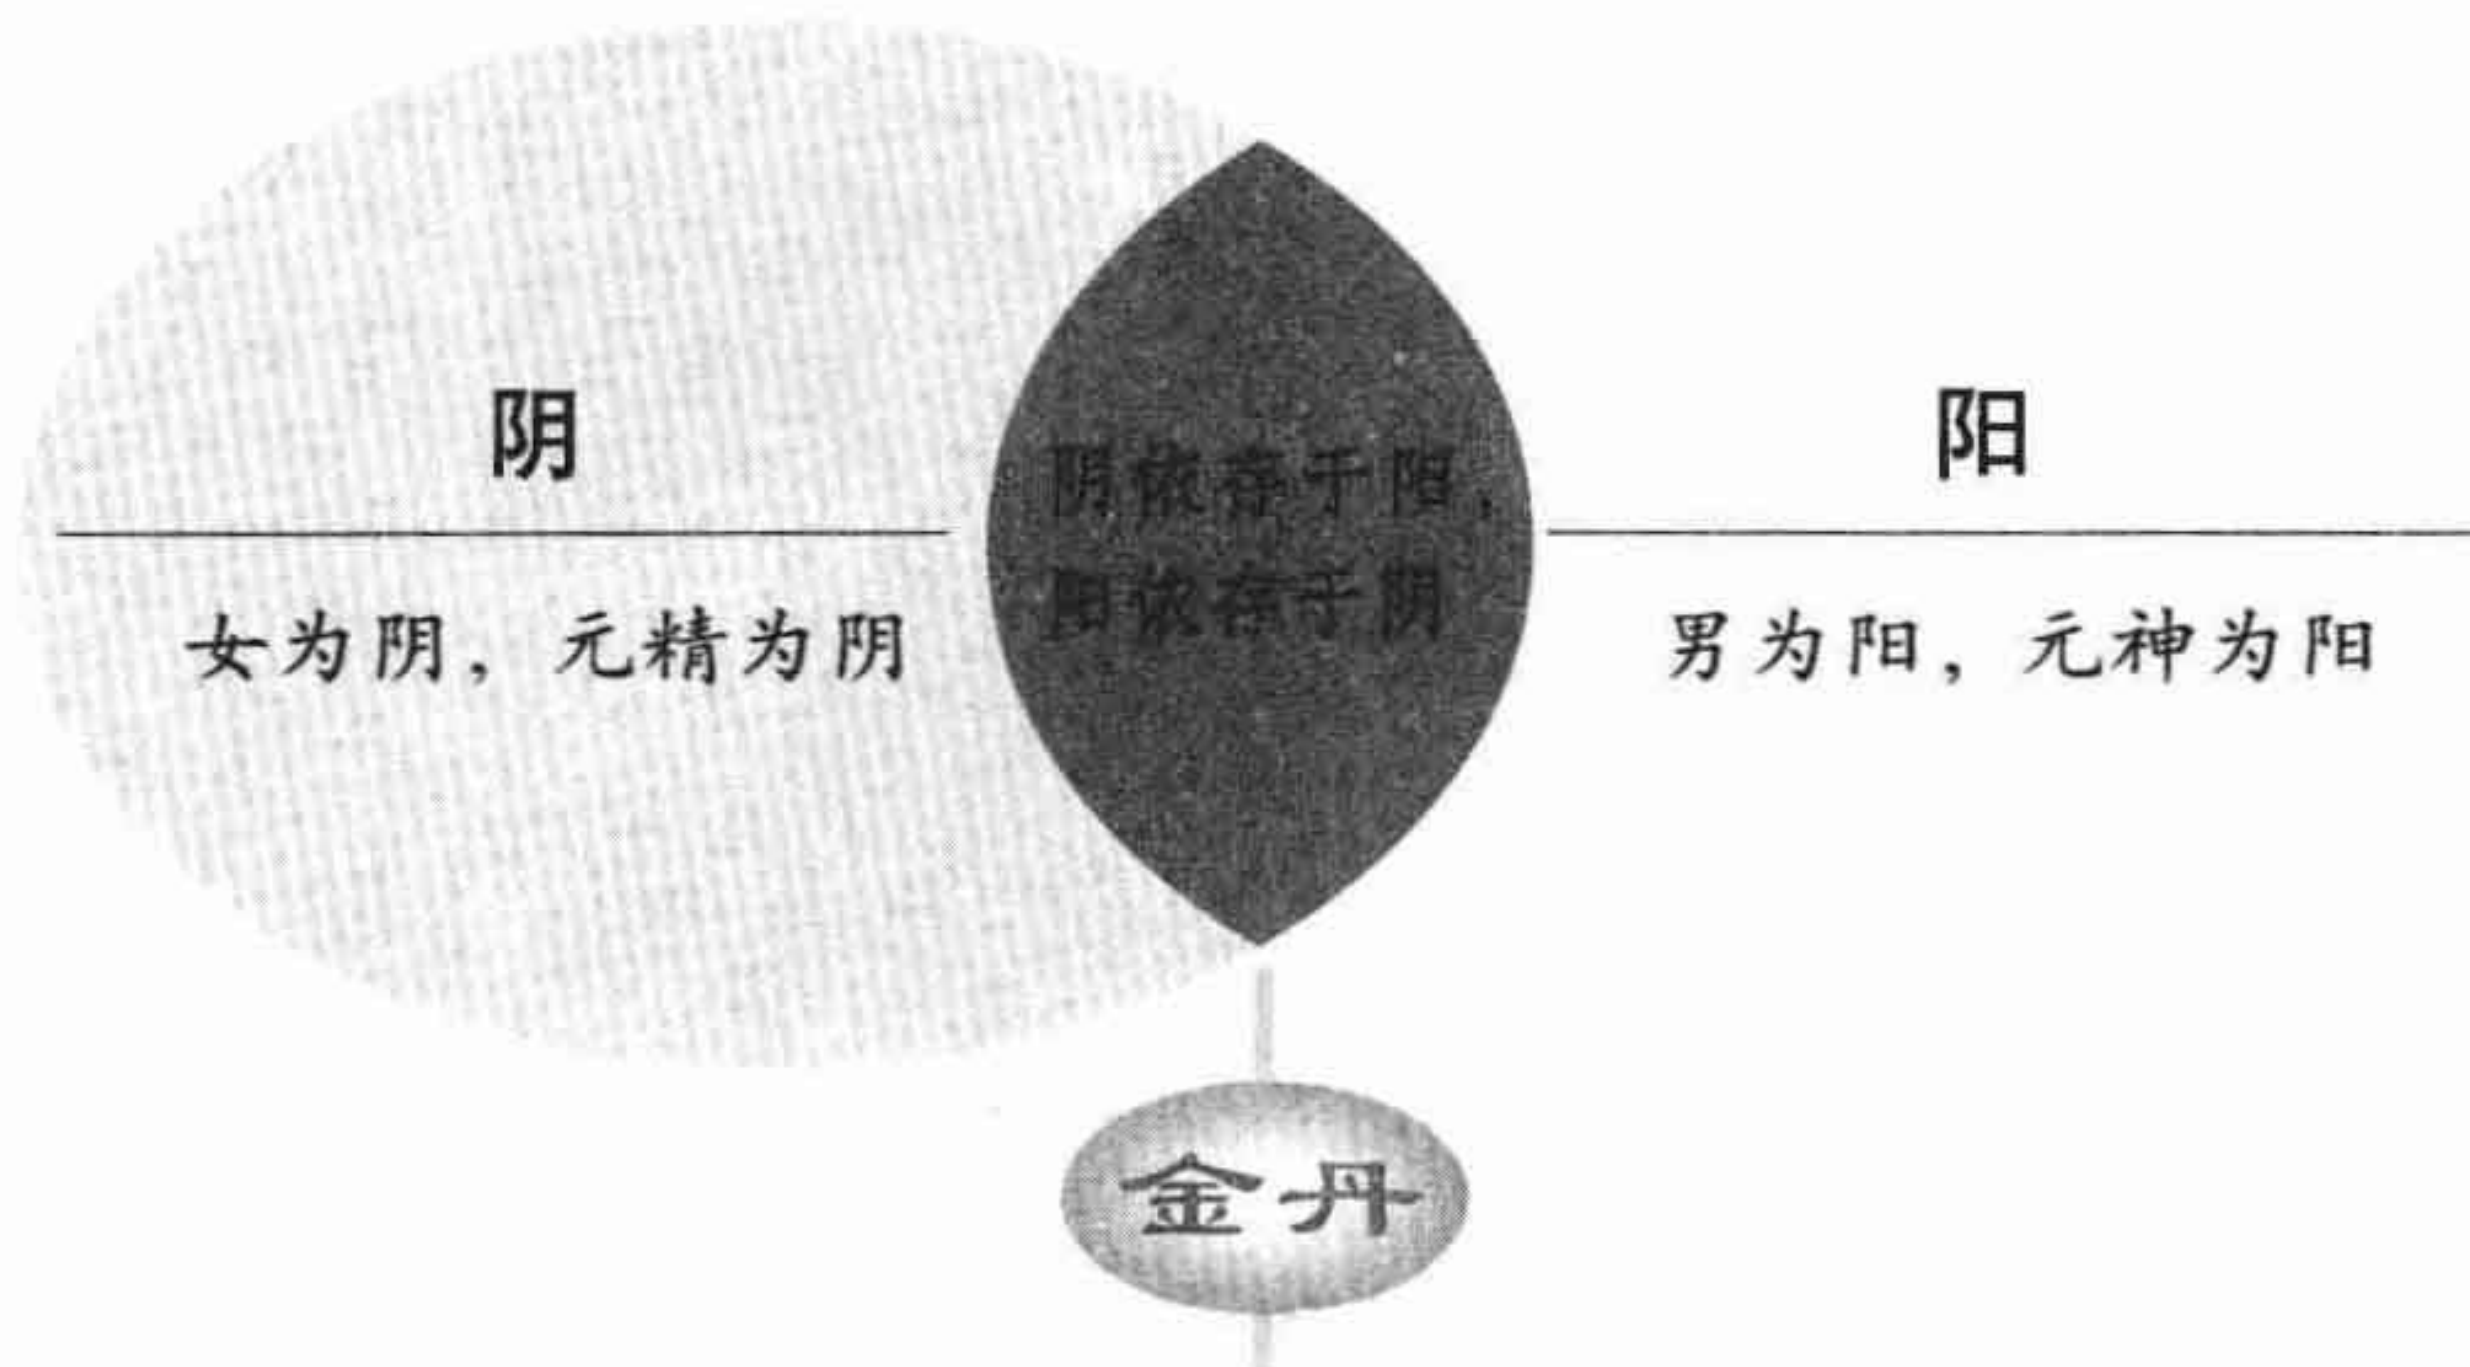 阴
女为阴，元精为阴
阴依存于阳，
阳依存于阴
阳
男为阳，元神为阳
金丹